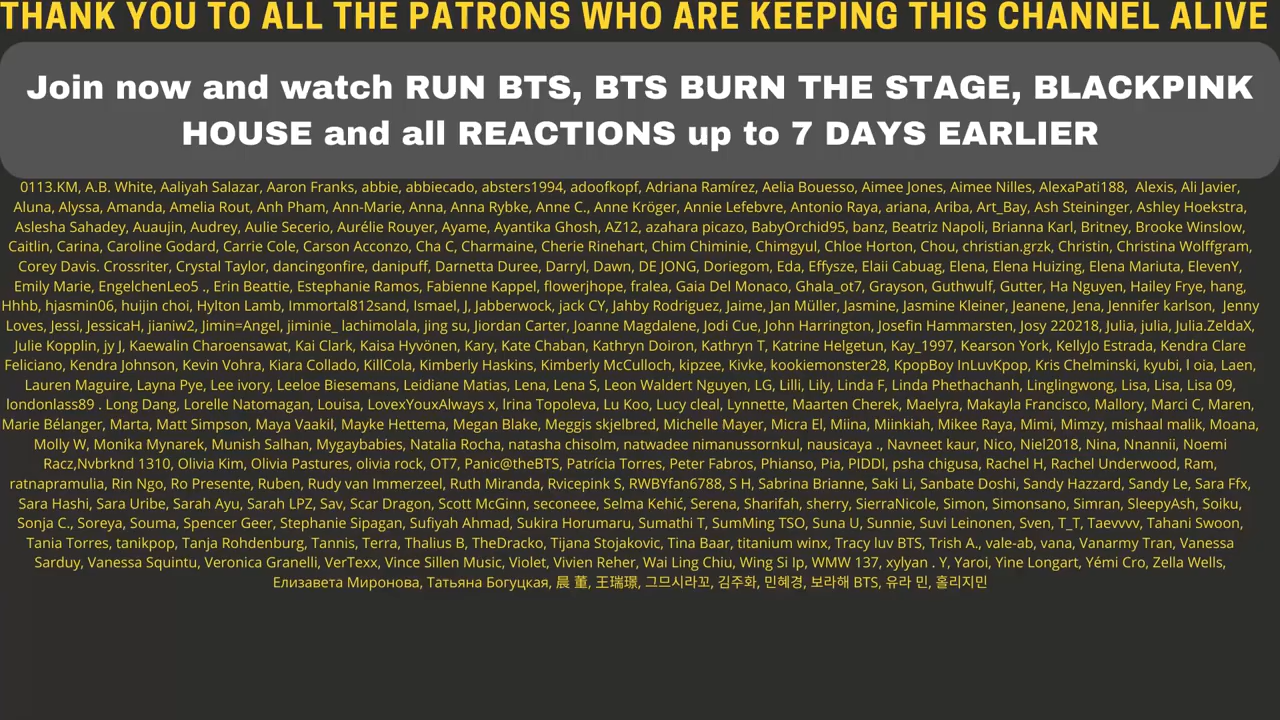 THANK YOU TO ALL THE PATRONS WHO ARE KEEPING THIS CHANNEL ALIVE
Join now and watch RUN BTS, BTS BURN THE STAGE, BLACKPINK
HOUSE and all REACTIONS up to 7 DAYS EARLIER
0113.KM, A.B. White, Aaliyah Salazar, Aaron Franks, abbie, abbiecado, absters1994, adoofkopf, Adriana Ramírez, Aelia Bouesso, Aimee Jones, Aimee Nilles, AlexaPati188, Alexis, Ali Javier,
Aluna, Alyssa, Amanda, Amelia Rout, Anh Pham, Ann-Marie, Anna, Anna Rybke, Anne C., Anne Kröger, Annie Lefebvre, Antonio Raya, ariana, Ariba, Art_Bay, Ash Steininger, Ashley Hoekstra,
Aslesha Sahadey, Auaujin, Audrey, Aulie Secerio, Aurélie Rouyer, Ayame, Ayantika Ghosh, AZ12, azahara picazo, BabyOrchid95, banz, Beatriz Napoli, Brianna Karl, Britney, Brooke Winslow,
Caitlin, Carina, Caroline Godard, Carrie Cole, Carson Acconzo, Cha C, Charmaine, Cherie Rinehart, Chim Chiminie, Chimgyul, Chloe Horton, Chou, christian.grzk, Christin, Christina Wolffgram,
Corey Davis. Crossriter, Crystal Taylor, dancingonfire, danipuff, Darnetta Duree, Darryl, Dawn, DE JONG, Doriegom, Eda, Effysze, Elaii Cabuag, Elena, Elena Huizing, Elena Mariuta, ElevenY,
Emily Marie, EngelchenLeo5 ., Erin Beattie, Estephanie Ramos, Fabienne Kappel, flowerjhope, fralea, Gaia Del Monaco, Ghala_ot7, Grayson, Guthwulf, Gutter, Ha Nguyen, Hailey Frye, hang,
Hhhb, hjasmin06, huijin choi, Hylton Lamb, Immortal812sand, Ismael, J, Jabberwock, jack CY, Jahby Rodriguez, Jaime, Jan Müller, Jasmine, Jasmine Kleiner, Jeanene, Jena, Jennifer karlson, Jenny
Loves, Jessi, JessicaH, jianiw2, Jimin=Angel, jiminie_ lachimolala, jing su, Jiordan Carter, Joanne Magdalene, Jodi Cue, John Harrington, Josefin Hammarsten, Josy 220218, Julia, julia, Julia.ZeldaX,
Julie Kopplin, jy J, Kaewalin Charoensawat, Kai Clark, Kaisa Hyvönen, Kary, Kate Chaban, Kathryn Doiron, Kathryn T, Katrine Helgetun, Kay_1997, Kearson York, KellyJo Estrada, Kendra Clare
Feliciano, Kendra Johnson, Kevin Vohra, Kiara Collado, KillCola, Kimberly Haskins, Kimberly McCulloch, kipzee, Kivke, kookiemonster28, KpopBoy InLuvKpop, Kris Chelminski, kyubi, l oia, Laen,
Lauren Maguire, Layna Pye, Lee ivory, Leeloe Biesemans, Leidiane Matias, Lena, Lena S, Leon Waldert Nguyen, LG, Lilli, Lily, Linda F, Linda Phethachanh, Linglingwong, Lisa, Lisa, Lisa 09,
londonlass89 . Long Dang, Lorelle Natomagan, Louisa, LovexYouxAlways x, lrina Topoleva, Lu Koo, Lucy cleal, Lynnette, Maarten Cherek, Maelyra, Makayla Francisco, Mallory, Marci C, Maren,
Marie Bélanger, Marta, Matt Simpson, Maya Vaakil, Mayke Hettema, Megan Blake, Meggis skjelbred, Michelle Mayer, Micra El, Miina, Miinkiah, Mikee Raya, Mimi, Mimzy, mishaal malik, Moana,
Molly W, Monika Mynarek, Munish Salhan, Mygaybabies, Natalia Rocha, natasha chisolm, natwadee nimanussornkul, nausicaya ., Navneet kaur, Nico, Niel2018, Nina, Nnannii, Noemi
Racz,Nvbrknd 1310, Olivia Kim, Olivia Pastures, olivia rock, OT7, Panic@theBTS, Patrícia Torres, Peter Fabros, Phianso, Pia, PIDDI, psha chigusa, Rachel H, Rachel Underwood, Ram,
ratnapramulia, Rin Ngo, Ro Presente, Ruben, Rudy van Immerzeel, Ruth Miranda, Rvicepink S, RWBYfan6788, S H, Sabrina Brianne, Saki Li, Sanbate Doshi, Sandy Hazzard, Sandy Le, Sara Ffx,
Sara Hashi, Sara Uribe, Sarah Ayu, Sarah LPZ, Sav, Scar Dragon, Scott McGinn, seconeee, Selma Kehić, Serena, Sharifah, sherry, SierraNicole, Simon, Simonsano, Simran, SleepyAsh, Soiku,
Sonja C., Soreya, Souma, Spencer Geer, Stephanie Sipagan, Sufiyah Ahmad, Sukira Horumaru, Sumathi T, SumMing TSO, Suna U, Sunnie, Suvi Leinonen, Sven, T_T, Taevvvv, Tahani Swoon,
Tania Torres, tanikpop, Tanja Rohdenburg, Tannis, Terra, Thalius B, TheDracko, Tijana Stojakovic, Tina Baar, titanium winx, Tracy luv BTS, Trish A., vale-ab, vana, Vanarmy Tran, Vanessa
Sarduy, Vanessa Squintu, Veronica Granelli, VerTexx, Vince Sillen Music, Violet, Vivien Reher, Wai Ling Chiu, Wing Si Ip, WMW 137, xylyan . Y, Yaroi, Yine Longart, Yémi Cro, Zella Wells,
Елизавета Миронова, Татьяна Богуцкая, 晨 董, 王瑞璟, 그므시라꼬, 김주화, 민혜경, 보라해 BTS, 유라 민, 홀리지민